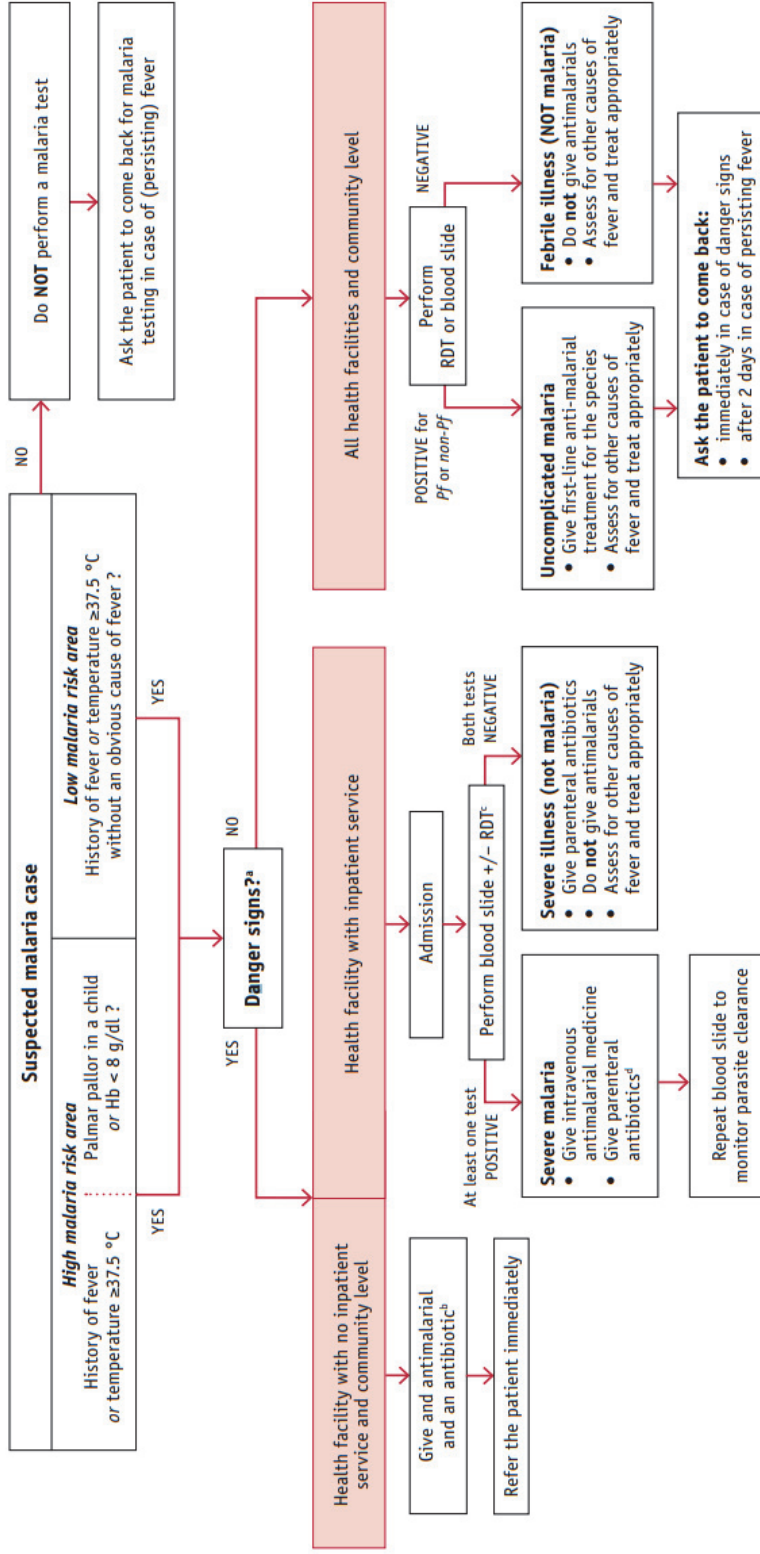 Suspected malaria case
High malaria risk area
History of fever
or temperature ≥37.5 °C
Palmar pallor in a child
or Hb < 8 g/dl ?
Low malaria risk area
History of fever or temperature ≥37.5 °C
without an obvious cause of fever ?
NO
Do NOT perform a malaria test
Ask the patient to come back for malaria
testing in case of (persisting) fever
YES
YES
Danger signs?ᵃ
YES
NO
Health facility with no inpatient
service and community level
Give and antimalarial
and an antibioticᵇ
Refer the patient immediately
Health facility with inpatient service
Admission
Perform blood slide +/– RDTᶜ
At least one test
POSITIVE
Both tests
NEGATIVE
Severe malaria
• Give intravenous
antimalarial medicine
• Give parenteral
antibioticsᵈ
Repeat blood slide to
monitor parasite clearance
Severe illness (not malaria)
• Give parenteral antibiotics
• Do not give antimalarials
• Assess for other causes of
fever and treat appropriately
All health facilities and community level
Perform
RDT or blood slide
POSITIVE for
Pf or non-Pf
NEGATIVE
Uncomplicated malaria
• Give first-line anti-malarial
treatment for the species
• Assess for other causes of
fever and treat appropriately
Febrile illness (NOT malaria)
• Do not give antimalarials
• Assess for other causes of
fever and treat appropriately
Ask the patient to come back:
• immediately in case of danger signs
• after 2 days in case of persisting fever